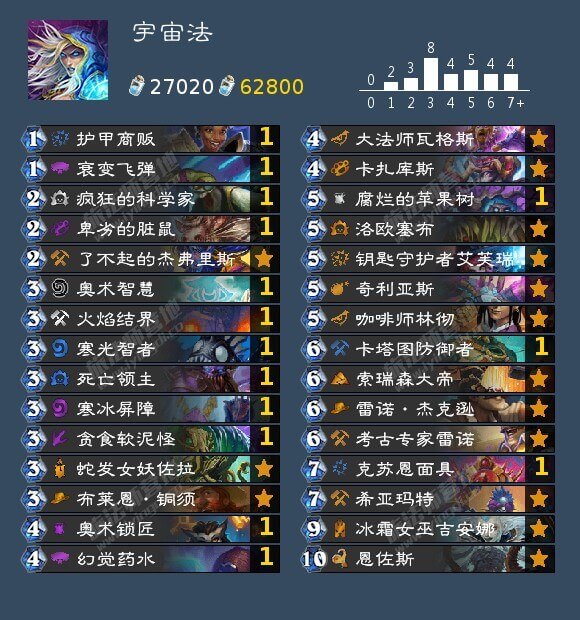 宇宙法
27020 62800
0 2 3 8 4 5 4 4
0 1 2 3 4 5 6 7+
1 护甲商贩 1
1 衰变飞弹 1
2 疯狂的科学家 1
2 卑劣的脏鼠 1
2 了不起的杰弗里斯
3 奥术智慧 1
3 火焰结界 1
3 寒光智者 1
3 死亡领主 1
3 寒冰屏障 1
3 贪食软泥怪 1
3 蛇发女妖佐拉
3 布莱恩·铜须
4 奥术锁匠 1
4 幻觉药水 1
4 大法师瓦格斯
4 卡扎库斯
5 腐烂的苹果树 1
5 洛欧塞布
5 钥匙守护者艾芙瑞
5 奇利亚斯
5 咖啡师林彻
6 卡塔图防御者 1
6 索瑞森大帝
6 雷诺·杰克逊
6 考古专家雷诺
7 克苏恩面具 1
7 希亚玛特
9 冰霜女巫吉安娜
10 恩佐斯